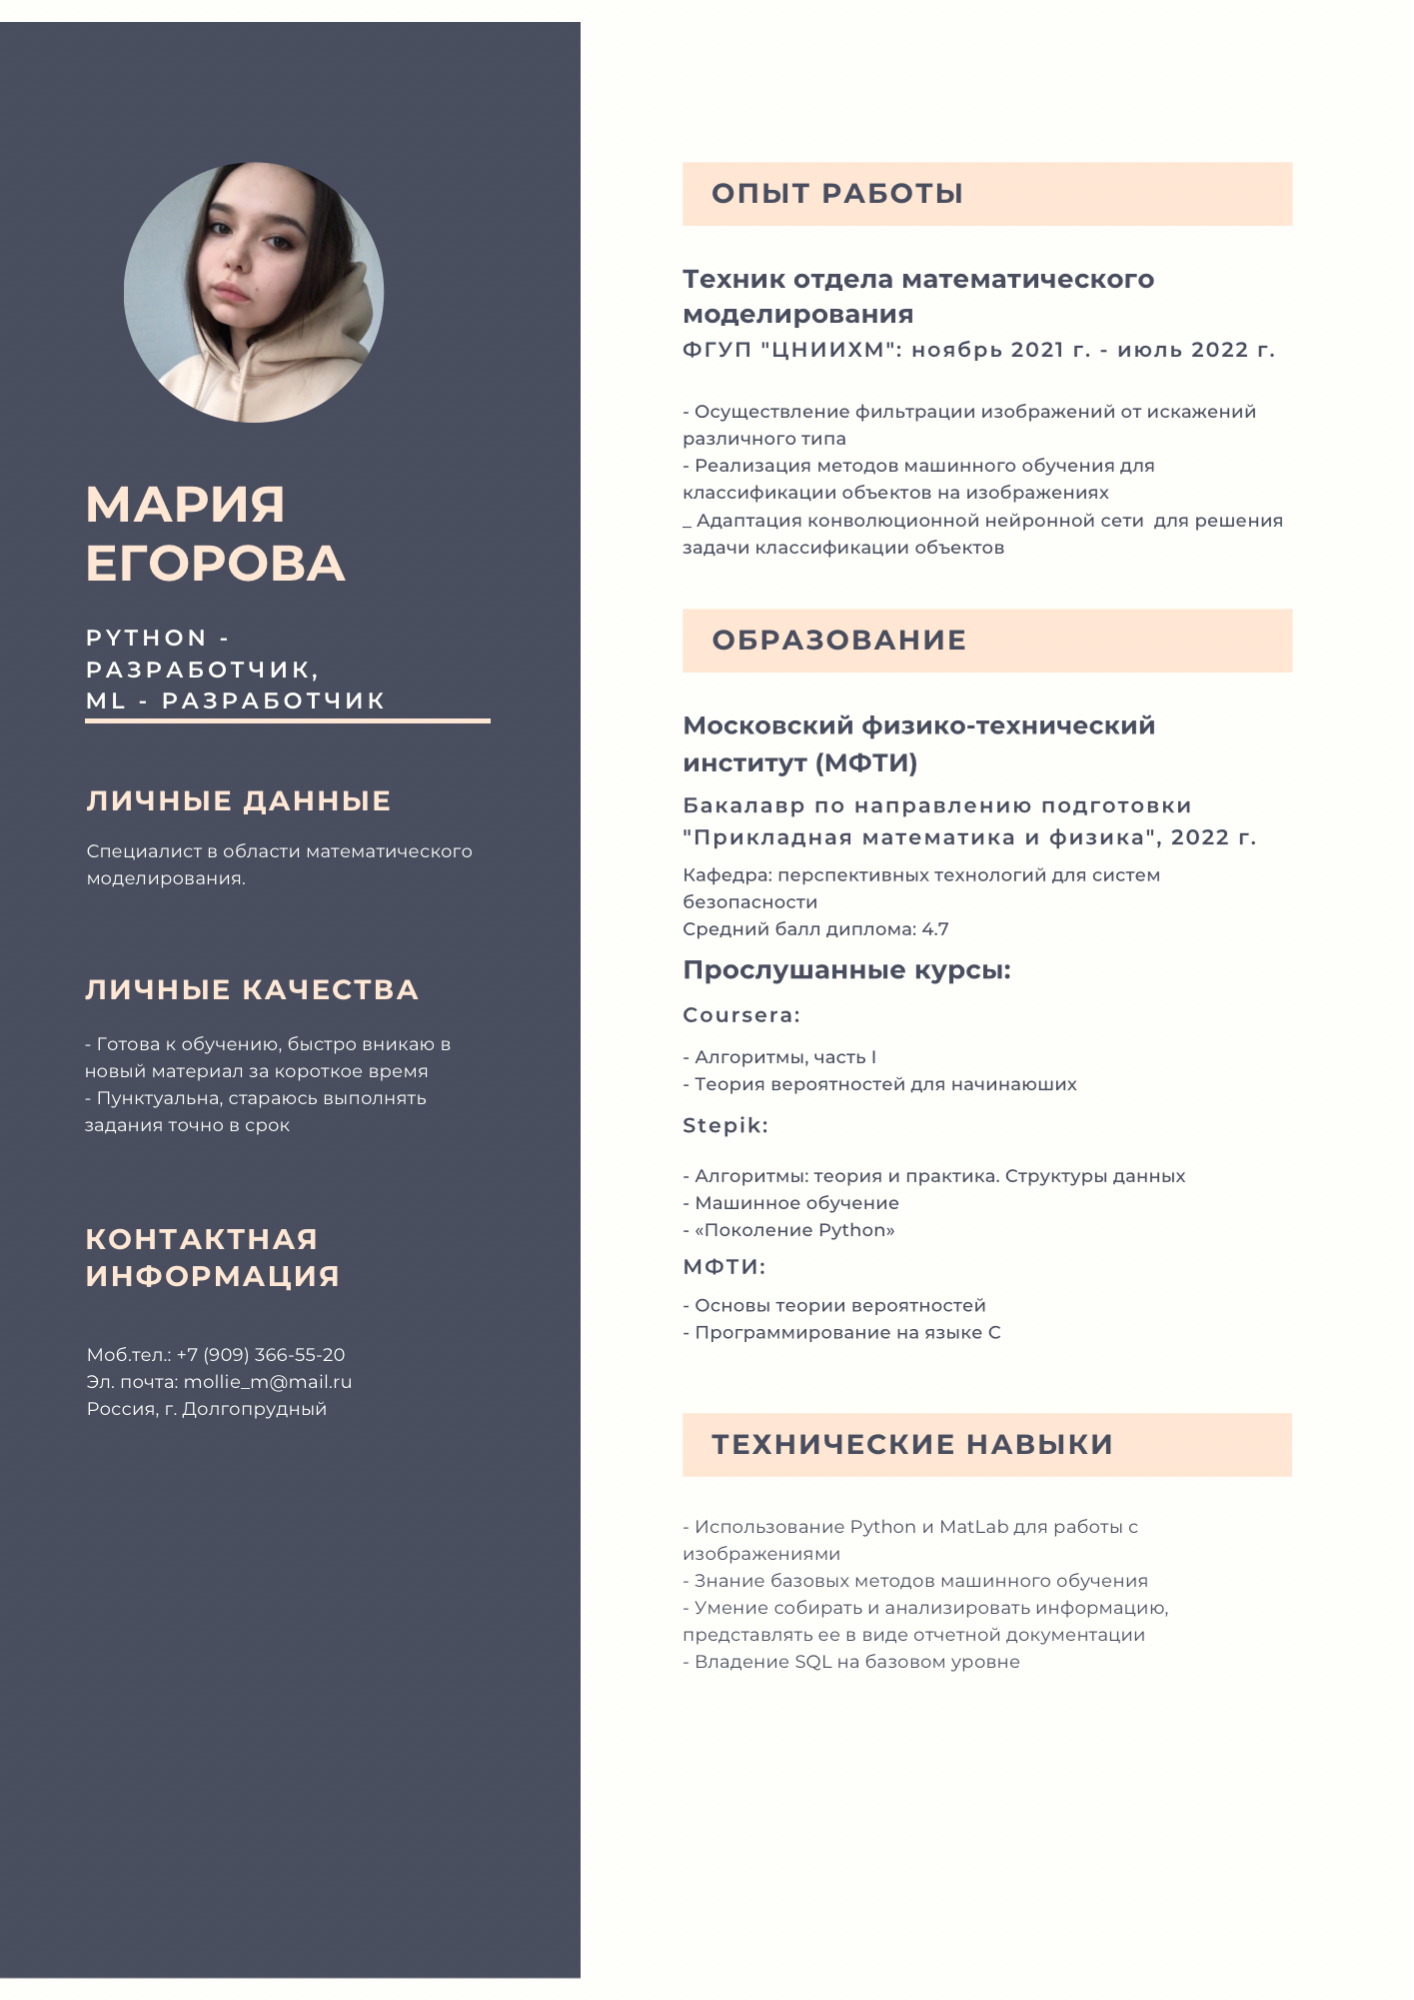 МАРИЯ
ЕГОРОВА
PYTHON -
РАЗРАБОТЧИК,
ML - РАЗРАБОТЧИК
ЛИЧНЫЕ ДАННЫЕ
Специалист в области математического
моделирования.
ЛИЧНЫЕ КАЧЕСТВА
- Готова к обучению, быстро вникаю в
новый материал за короткое время
- Пунктуальна, стараюсь выполнять
задания точно в срок
КОНТАКТНАЯ
ИНФОРМАЦИЯ
Моб.тел.: +7 (909) 366-55-20
Эл. почта: mollie_m@mail.ru
Россия, г. Долгопрудный
ОПЫТ РАБОТЫ
Техник отдела математического
моделирования
ФГУП "ЦНИИХМ": ноябрь 2021 г. - июль 2022 г.
- Осуществление фильтрации изображений от искажений
различного типа
- Реализация методов машинного обучения для
классификации объектов на изображениях
_ Адаптация конволюционной нейронной сети  для решения
задачи классификации объектов
ОБРАЗОВАНИЕ
Московский физико-технический
институт (МФТИ)
Бакалавр по направлению подготовки
"Прикладная математика и физика", 2022 г.
Кафедра: перспективных технологий для систем
безопасности
Средний балл диплома: 4.7
Прослушанные курсы:
Coursera:
- Алгоритмы, часть I
- Теория вероятностей для начинаюших
Stepik:
- Алгоритмы: теория и практика. Структуры данных
- Машинное обучение
- «Поколение Python»
МФТИ:
- Основы теории вероятностей
- Программирование на языке С
ТЕХНИЧЕСКИЕ НАВЫКИ
- Использование Python и MatLab для работы с
изображениями
- Знание базовых методов машинного обучения
- Умение собирать и анализировать информацию,
представлять ее в виде отчетной документации
- Владение SQL на базовом уровне